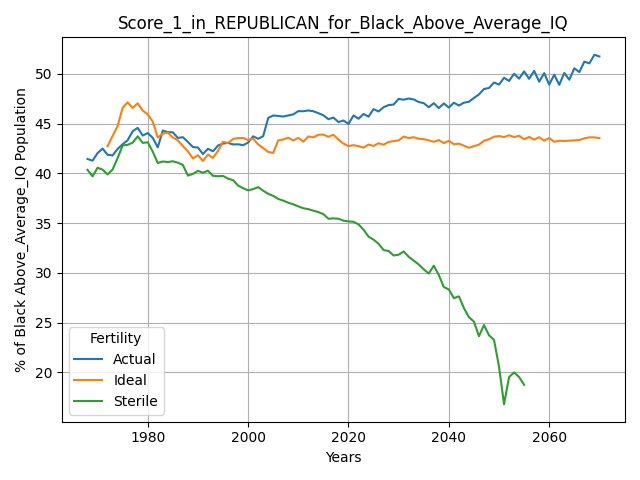 Score_1_in_REPUBLICAN_for_Black_Above_Average_IQ
% of Black Above_Average_IQ Population
50
45
40
35
30
25
20
Fertility
Actual
Ideal
Sterile
1980
2000
2020
2040
2060
Years